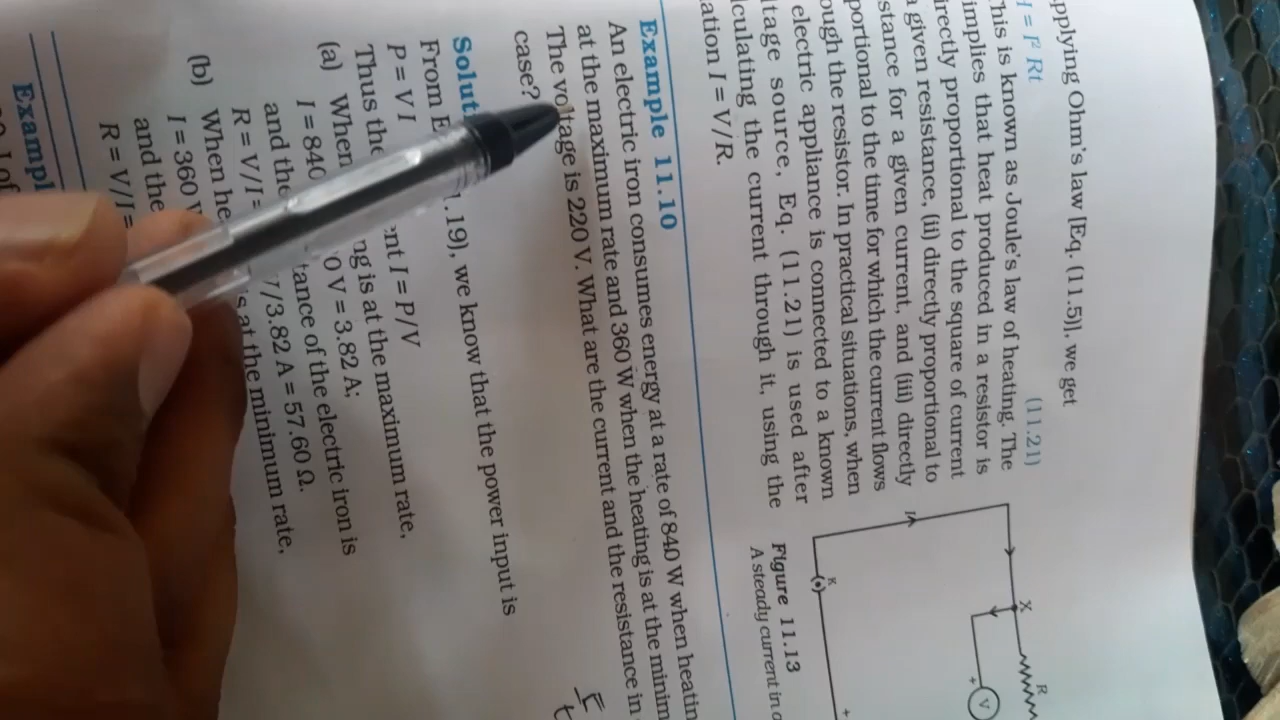 pplying Ohm's law [Eq. (11.5)], we get
H = I² Rt (11.21)
This is known as Joule's law of heating. The
implies that heat produced in a resistor is
irectly proportional to the square of current
a given resistance, (ii) directly proportional to
stance for a given current, and (iii) directly
portional to the time for which the current flows
ough the resistor. In practical situations, when
electric appliance is connected to a known
ltage source, Eq. (11.21) is used after
lculating the current through it, using the
ation I = V/R.
X
R
V
+
K
+
Figure 11.13
A steady current in a
Example 11.10
An electric iron consumes energy at a rate of 840 W when heatin
at the maximum rate and 360 W when the heating is at the minim
The voltage is 220 V. What are the current and the resistance in
case?
Solut
From E 1.19), we know that the power input is
P = V I
Thus the ent I = P/V
(a) When ng is at the maximum rate,
I = 840 0 V = 3.82 A;
and the tance of the electric iron is
R = V/I = /3.82 A = 57.60 Ω.
(b) When he s at the minimum rate,
I = 360 W
and the
R = V/I =
Exampl